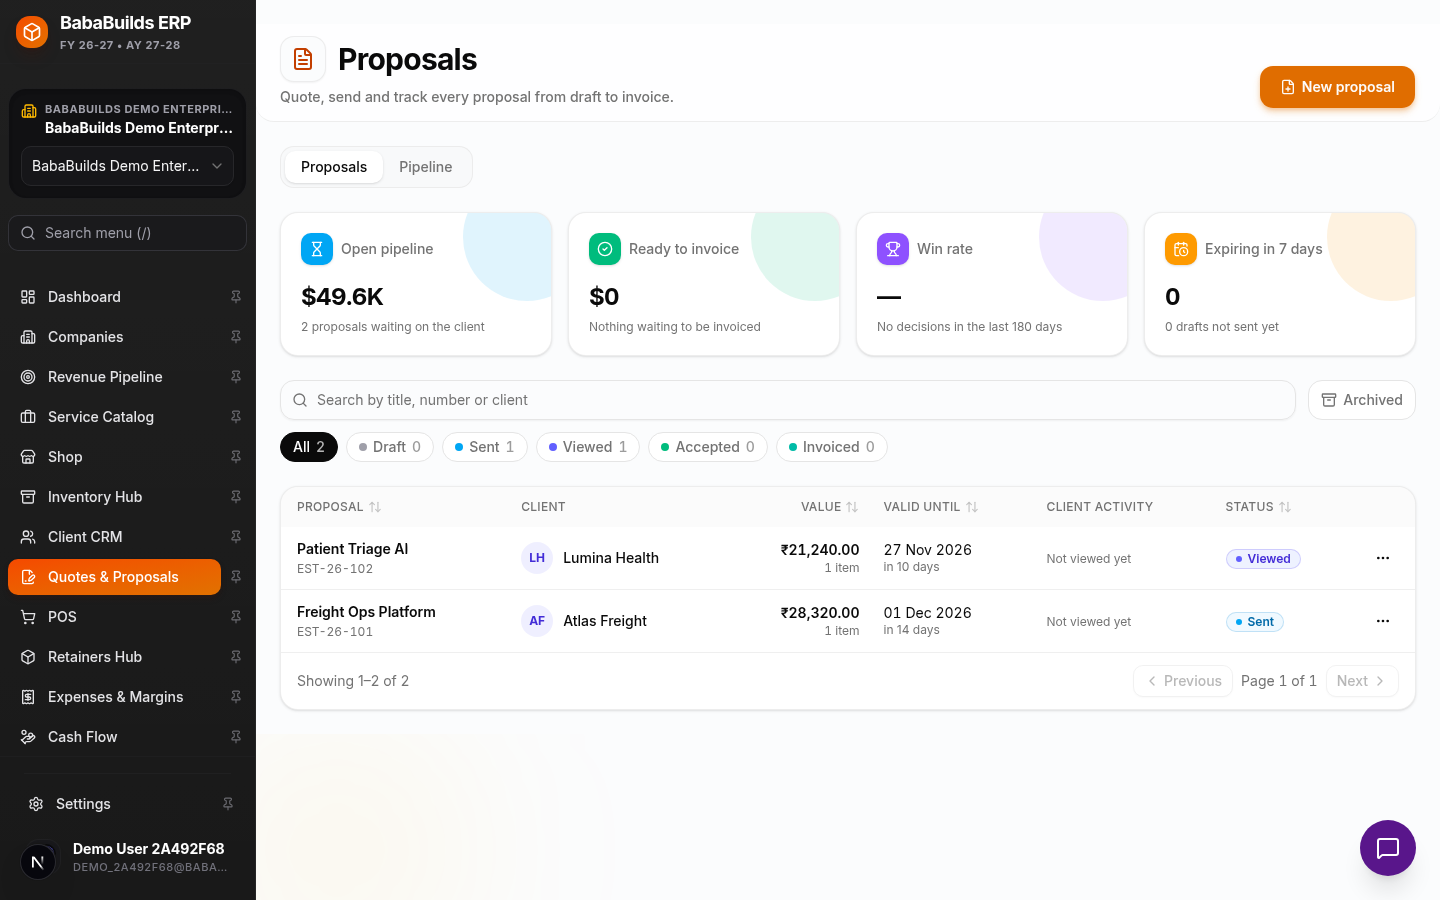 BabaBuilds ERP
FY 26-27 • AY 27-28
BABABUILDS DEMO ENTERPRI...
BabaBuilds Demo Enterpr...
BabaBuilds Demo Enter...
Search menu (/)
Dashboard
Companies
Revenue Pipeline
Service Catalog
Shop
Inventory Hub
Client CRM
Quotes & Proposals
POS
Retainers Hub
Expenses & Margins
Cash Flow
Settings
N
Demo User 2A492F68
DEMO_2A492F68@BABA...
Proposals
Quote, send and track every proposal from draft to invoice.
New proposal
Proposals Pipeline
Open pipeline
$49.6K
2 proposals waiting on the client
Ready to invoice
$0
Nothing waiting to be invoiced
Win rate
—
No decisions in the last 180 days
Expiring in 7 days
0
0 drafts not sent yet
Search by title, number or client
Archived
All 2 Draft 0 Sent 1 Viewed 1 Accepted 0 Invoiced 0
PROPOSAL CLIENT VALUE VALID UNTIL CLIENT ACTIVITY STATUS
Patient Triage AI
EST-26-102
LH Lumina Health
₹21,240.00
1 item
27 Nov 2026
in 10 days
Not viewed yet
Viewed
Freight Ops Platform
EST-26-101
AF Atlas Freight
₹28,320.00
1 item
01 Dec 2026
in 14 days
Not viewed yet
Sent
Showing 1–2 of 2
Previous Page 1 of 1 Next